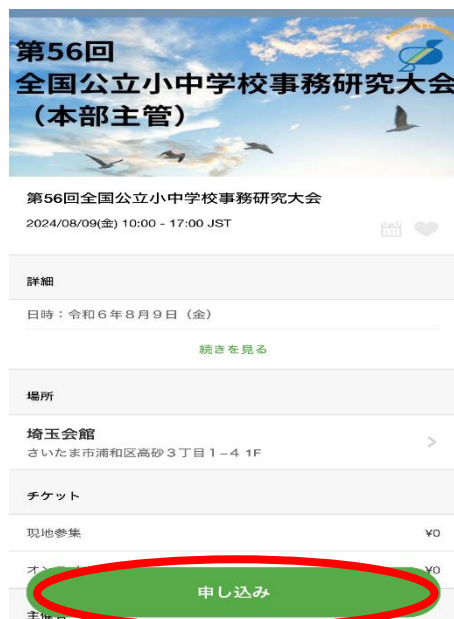 第56回
全国公立小中学校事務研究大会
(本部主管)
第56回全国公立小中学校事務研究大会
2024/08/09(金) 10:00 - 17:00 JST
詳細
日時：令和６年８月９日（金）
続きを見る
場所
埼玉会館
さいたま市浦和区高砂３丁目１−４ 1F
チケット
現地参集 ¥0
¥0
申し込み